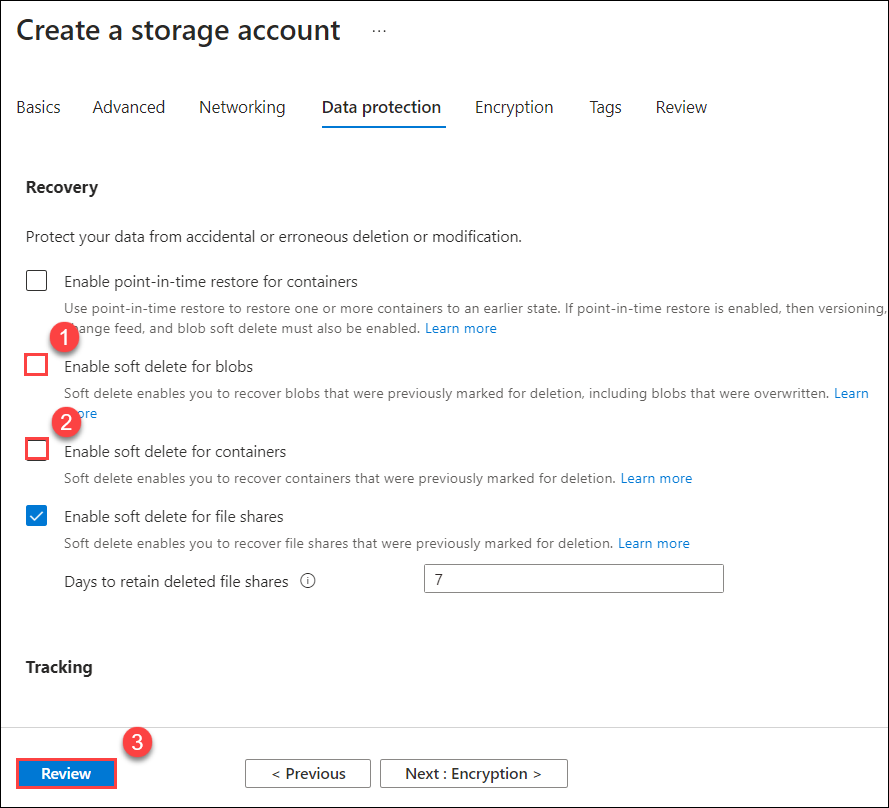 Create a storage account ...
Basics Advanced Networking Data protection Encryption Tags Review
Recovery
Protect your data from accidental or erroneous deletion or modification.
Enable point-in-time restore for containers
Use point-in-time restore to restore one or more containers to an earlier state. If point-in-time restore is enabled, then versioning,
change feed, and blob soft delete must also be enabled. Learn more
1
Enable soft delete for blobs
Soft delete enables you to recover blobs that were previously marked for deletion, including blobs that were overwritten. Learn
more
2
Enable soft delete for containers
Soft delete enables you to recover containers that were previously marked for deletion. Learn more
Enable soft delete for file shares
Soft delete enables you to recover file shares that were previously marked for deletion. Learn more
Days to retain deleted file shares 7
Tracking
3
Review < Previous Next : Encryption >